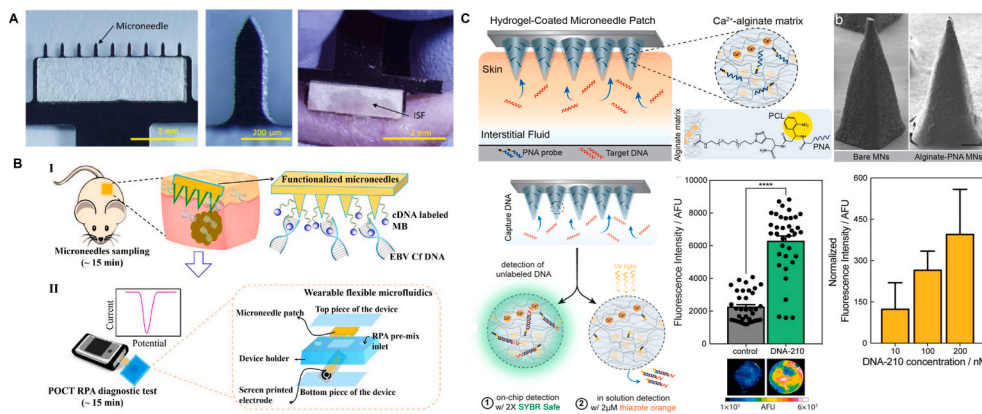 A
Microneedle
2 mm
200 µm
ISF
2 mm
B
I
Functionalized microneedles
cDNA labeled
MB
EBV Cf DNA
Microneedles sampling
(~ 15 min)
II
Current
Potential
POCT RPA diagnostic test
(~ 15 min)
Wearable flexible microfluidics
Microneedle patch
Top piece of the device
RPA pre-mix
inlet
Device holder
Screen printed
electrode
Bottom piece of the device
C
Hydrogel-Coated Microneedle Patch
Skin
Interstitial Fluid
PNA probe
Target DNA
Ca²⁺-alginate matrix
Alginate matrix
PCL
PNA
b
Bare MNs
Alginate-PNA MNs
Capture DNA
detection of
unlabeled DNA
UV light
1 on-chip detection
w/ 2X SYBR Safe
2 in solution detection
w/ 2µM thiazole orange
Fluorescence Intensity / AFU
10000
8000
6000
4000
2000
0
****
control
DNA-210
1×10³
AFU
6×10³
Normalized
Fluorescence Intensity / AFU
600
400
200
0
10
100
200
DNA-210 concentration / nM